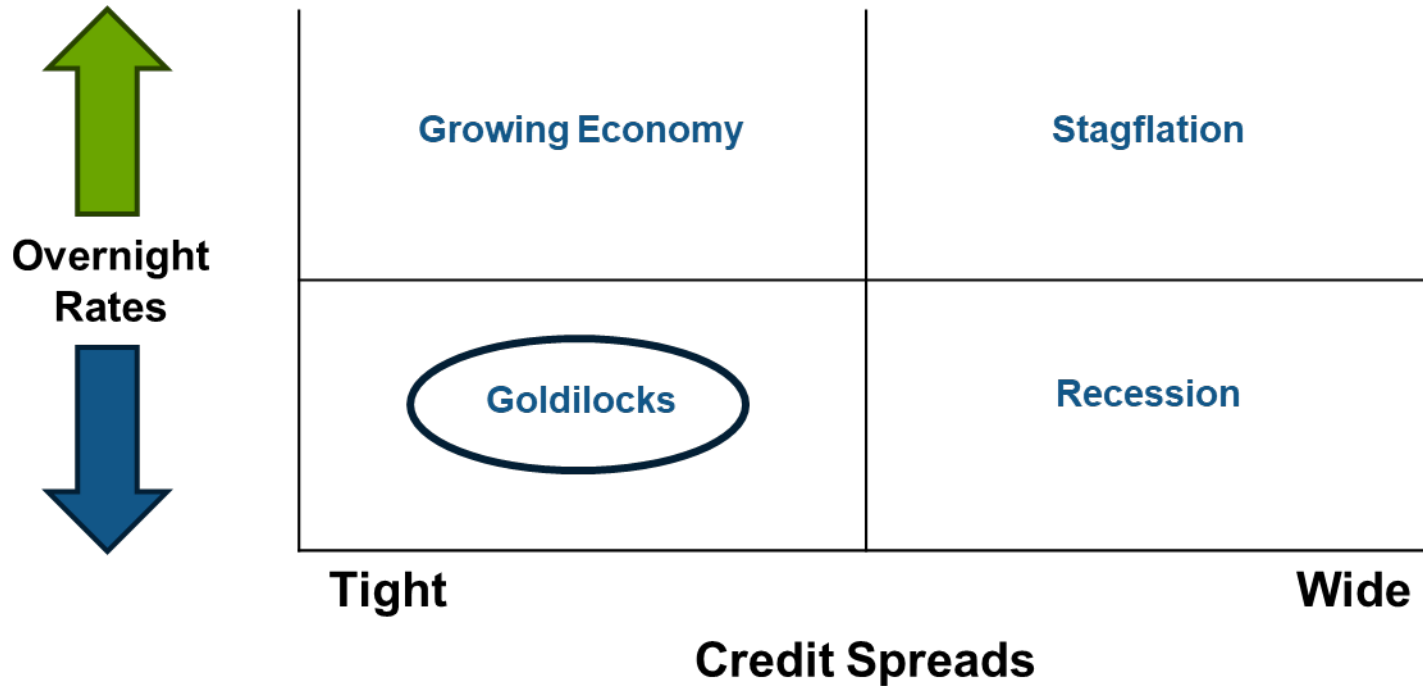 Growing Economy
Stagflation
Overnight
Rates
Goldilocks
Recession
Tight
Wide
Credit Spreads